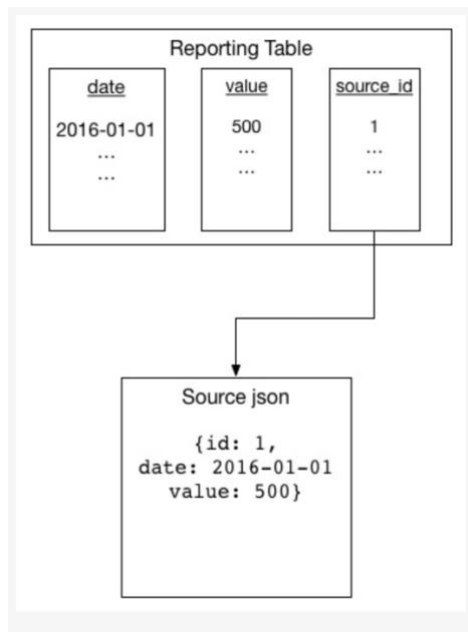 Reporting Table
date value source_id
2016-01-01 500 1
... ... ...
... ... ...
Source json
{id: 1,
date: 2016-01-01
value: 500}